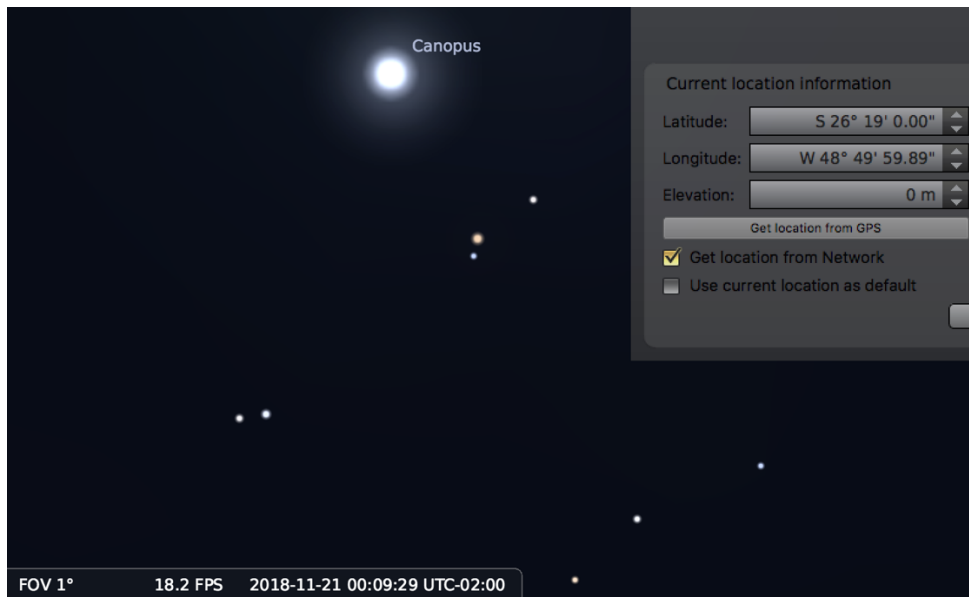 Canopus
Current location information
Latitude: S 26° 19' 0.00"
Longitude: W 48° 49' 59.89"
Elevation: 0 m
Get location from GPS
Get location from Network
Use current location as default
FOV 1° 18.2 FPS 2018-11-21 00:09:29 UTC-02:00